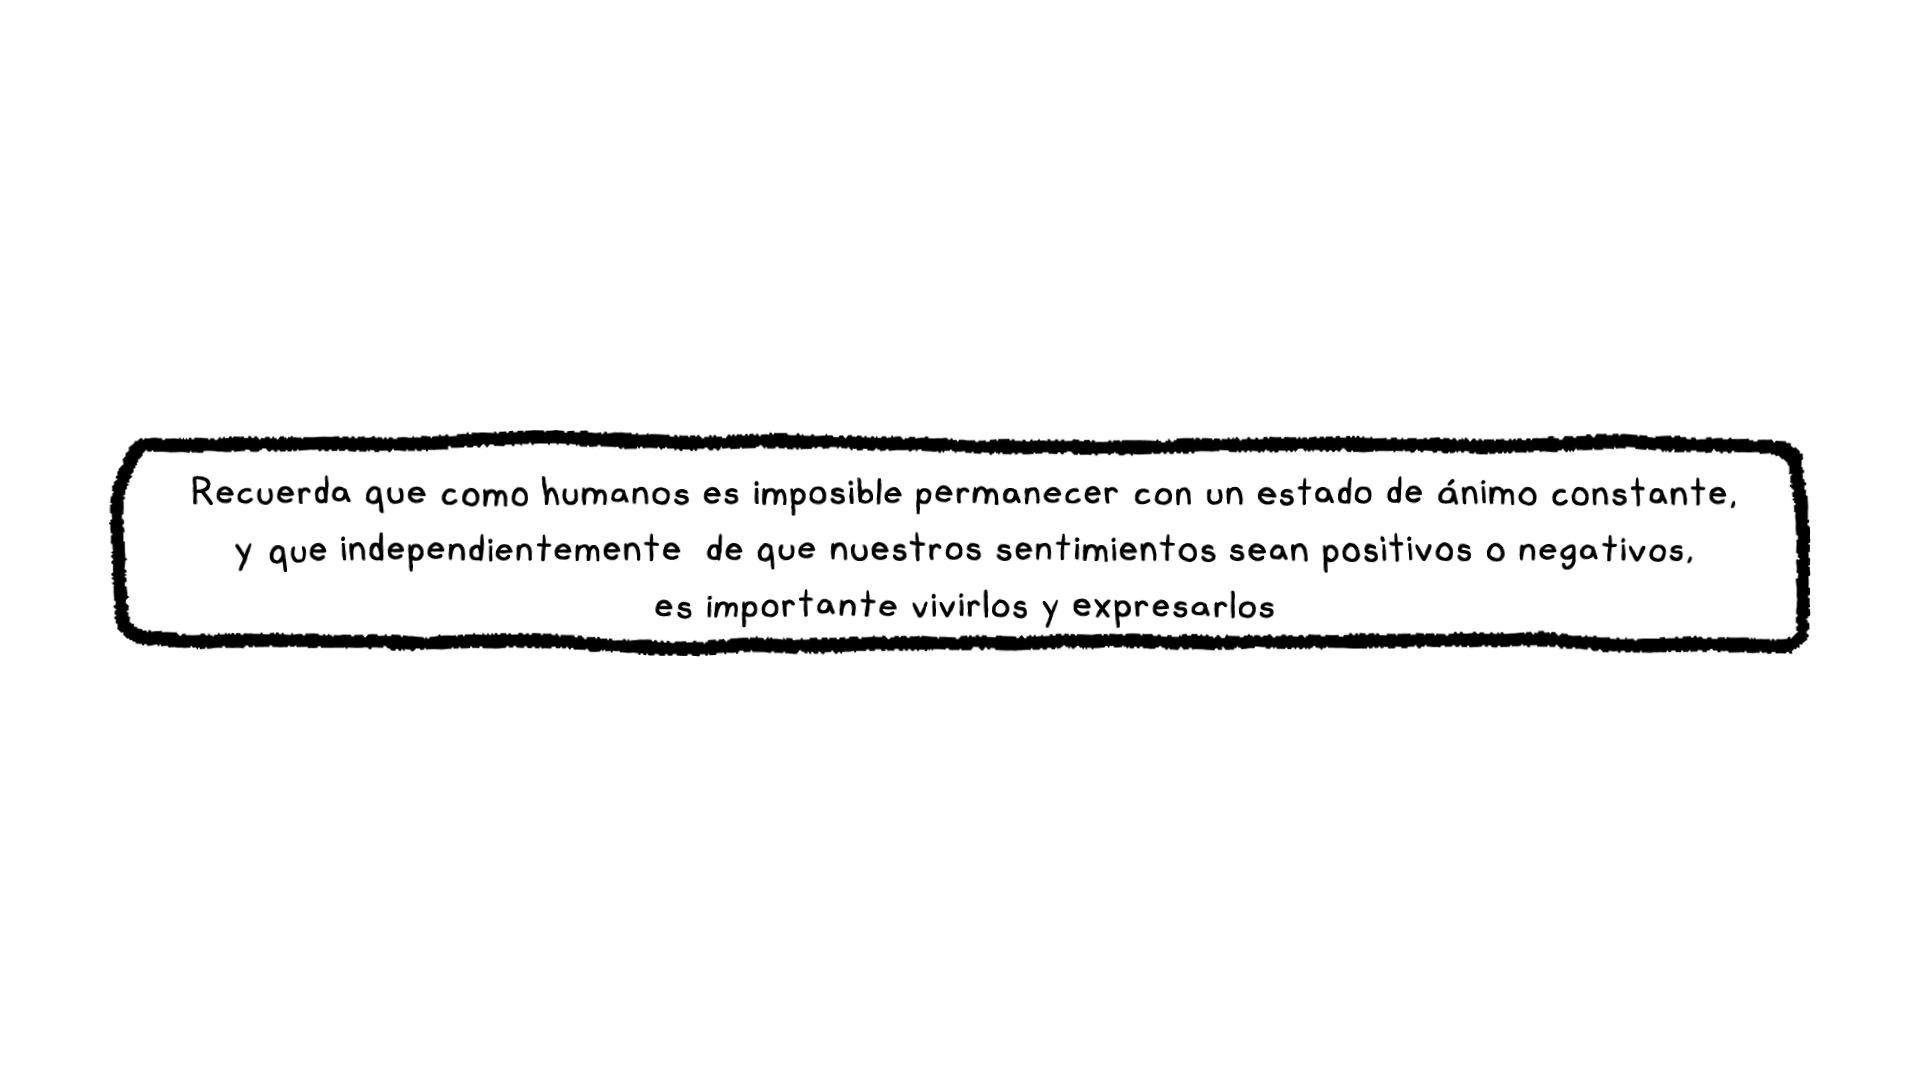 Recuerda que como humanos es imposible permanecer con un estado de ánimo constante,
y que independientemente  de que nuestros sentimientos sean positivos o negativos,
es importante vivirlos y expresarlos